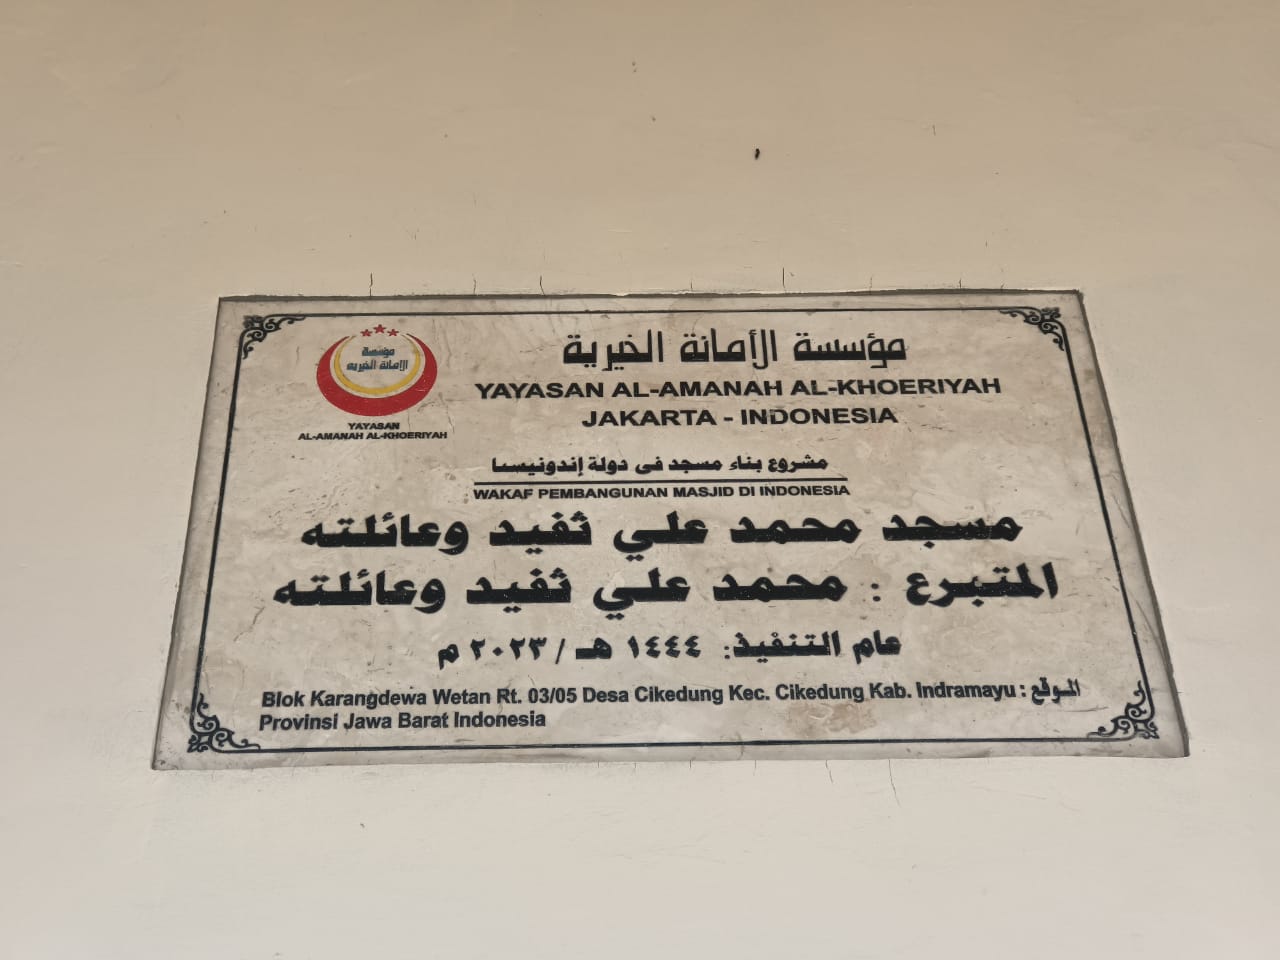 مؤسسة
الأمانة الخيرية
YAYASAN
AL-AMANAH AL-KHOERIYAH
مؤسسة الأمانة الخيرية
YAYASAN AL-AMANAH AL-KHOERIYAH
JAKARTA - INDONESIA
مشروع بناء مسجد فى دولة إندونيسيا
WAKAF PEMBANGUNAN MASJID DI INDONESIA
مسجد محمد علي ثفيد وعائلته
المتبرع : محمد علي ثفيد وعائلته
عام التنفيذ: ١٤٤٤ هـ / ٢٠٢٣ م
Blok Karangdewa Wetan Rt. 03/05 Desa Cikedung Kec. Cikedung Kab. Indramayu : الموقع
Provinsi Jawa Barat Indonesia